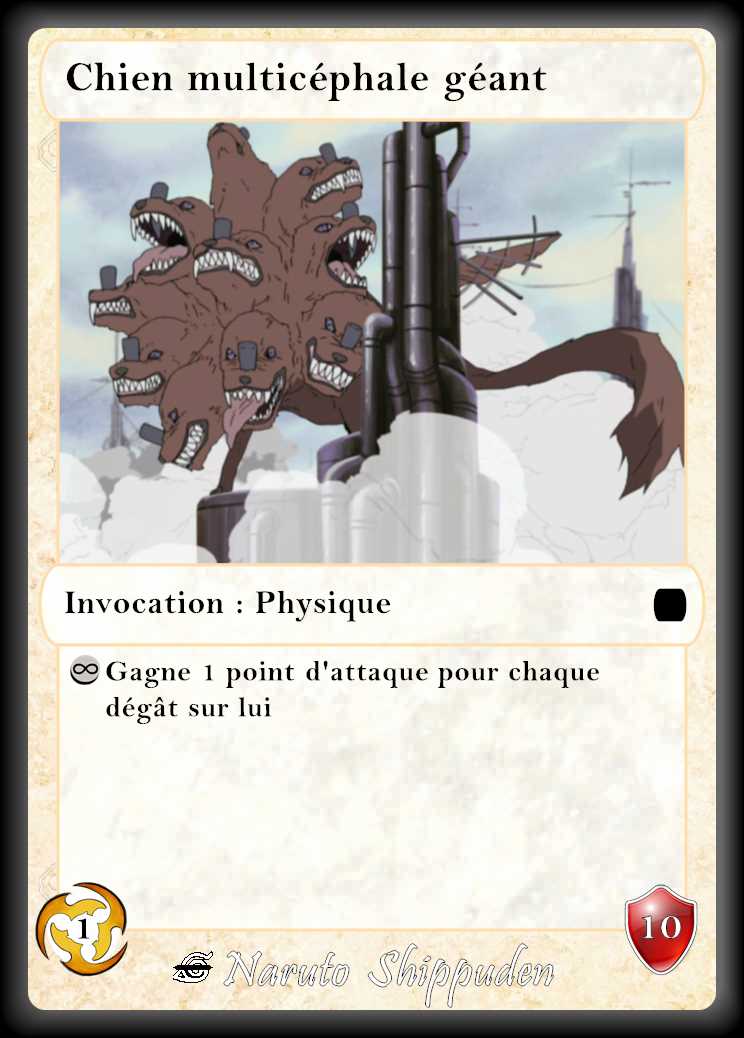 Chien multicéphale géant
Invocation : Physique
Gagne 1 point d'attaque pour chaque
dégât sur lui
1
10
Naruto Shippuden